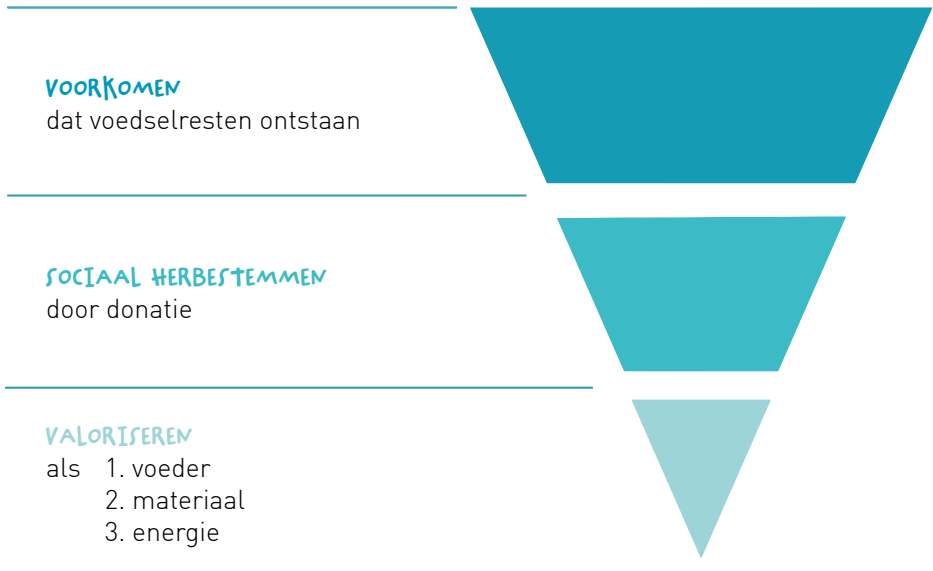 VOORKOMEN
dat voedselresten ontstaan
SOCIAAL HERBESTEMMEN
door donatie
VALORISEREN
als 1. voeder
2. materiaal
3. energie